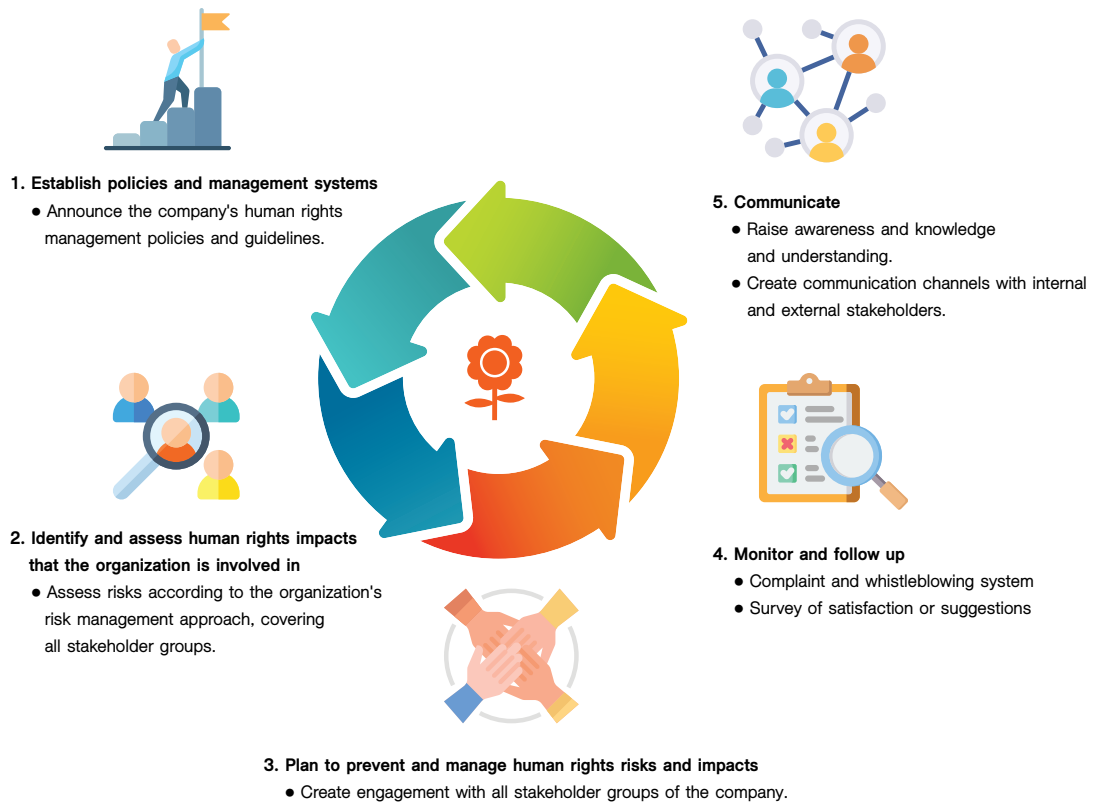 1. Establish policies and management systems
● Announce the company's human rights
management policies and guidelines.
2. Identify and assess human rights impacts
that the organization is involved in
● Assess risks according to the organization's
risk management approach, covering
all stakeholder groups.
3. Plan to prevent and manage human rights risks and impacts
● Create engagement with all stakeholder groups of the company.
4. Monitor and follow up
● Complaint and whistleblowing system
● Survey of satisfaction or suggestions
5. Communicate
● Raise awareness and knowledge
and understanding.
● Create communication channels with internal
and external stakeholders.